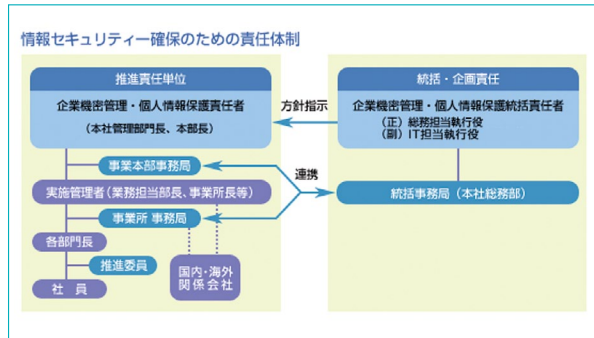 情報セキュリティー確保のための責任体制
推進責任単位
企業機密管理・個人情報保護責任者
（本社管理部門長、本部長）
方針指示
統括・企画責任
企業機密管理・個人情報保護統括責任者
（正）総務担当執行役
（副）IT担当執行役
事業本部事務局
連携
実施管理者（業務担当部長、事業所長等）
統括事務局（本社総務部）
事業所 事務局
各部門長
推進委員
国内・海外
関係会社
社 員